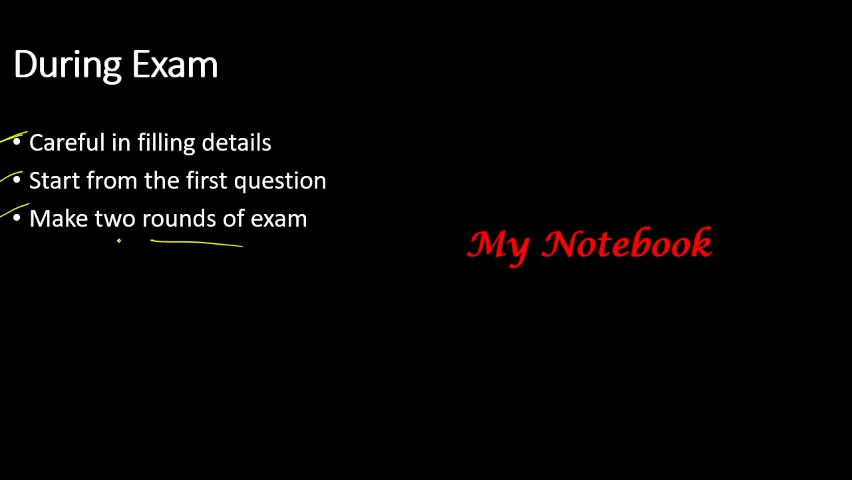 During Exam
• Careful in filling details
• Start from the first question
• Make two rounds of exam
My Notebook